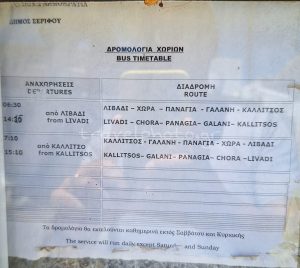 ΔΗΜΟΣ ΣΕΡΙΦΟΥ
ΔΡΟΜΟΛΟΓΙΑ ΧΩΡΙΩΝ
BUS TIMETABLE
ΑΝΑΧΩΡΗΣΕΙΣ ΔΙΑΔΡΟΜΗ
DEPARTURES ROUTE
06:30
14:30
από ΛΙΒΑΔΙ ΛΙΒΑΔΙ – ΧΩΡΑ – ΠΑΝΑΓΙΑ – ΓΑΛΑΝΗ – ΚΑΛΛΙΤΣΟΣ
from LIVADI LIVADI – CHORA– PANAGIA– GALANI– KALLITSOS
7:10
15:10
από ΚΑΛΛΙΤΣΟ ΚΑΛΛΙΤΣΟΣ - ΓΑΛΑΝΗ - ΠΑΝΑΓΙΑ - ΧΩΡΑ - ΛΙΒΑΔΙ
from KALLITSOS KALLITSOS– GALANI- PANAGIA– CHORA –LIVADI
Τα δρομολόγια θα εκτελούνται καθημερινά εκτός Σαββάτου και Κυριακής
The service will run daily except and Sunday